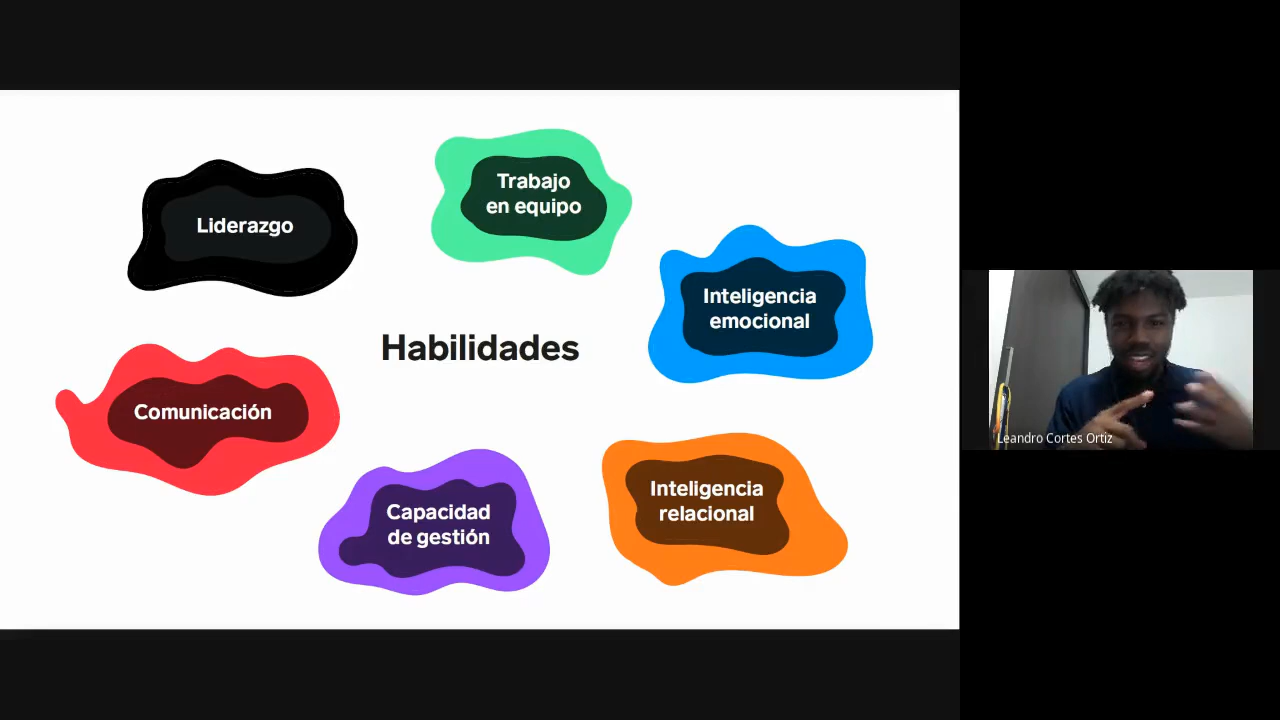 Trabajo
en equipo
Liderazgo
Inteligencia
emocional
Habilidades
Comunicación
Inteligencia
relacional
Capacidad
de gestión
Leandro Cortes Ortiz